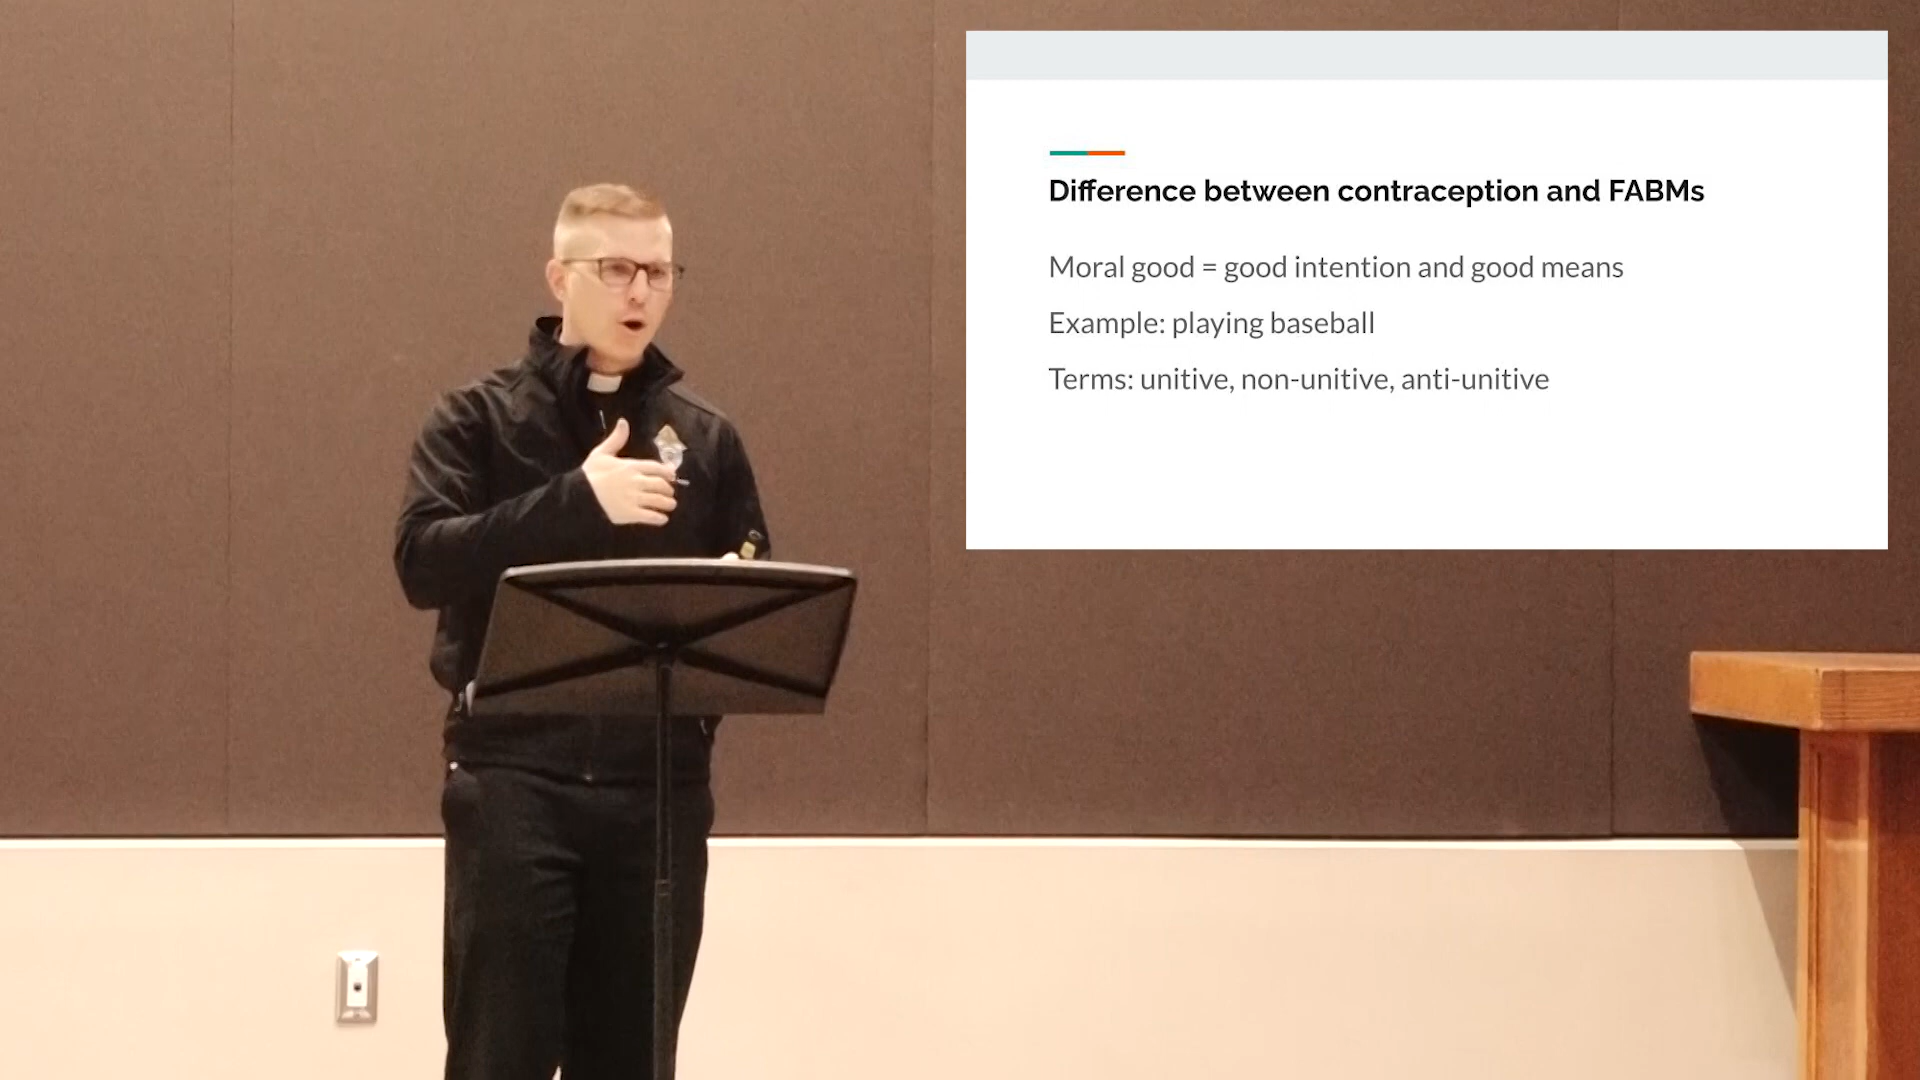 Difference between contraception and FABMs
Moral good = good intention and good means
Example: playing baseball
Terms: unitive, non-unitive, anti-unitive